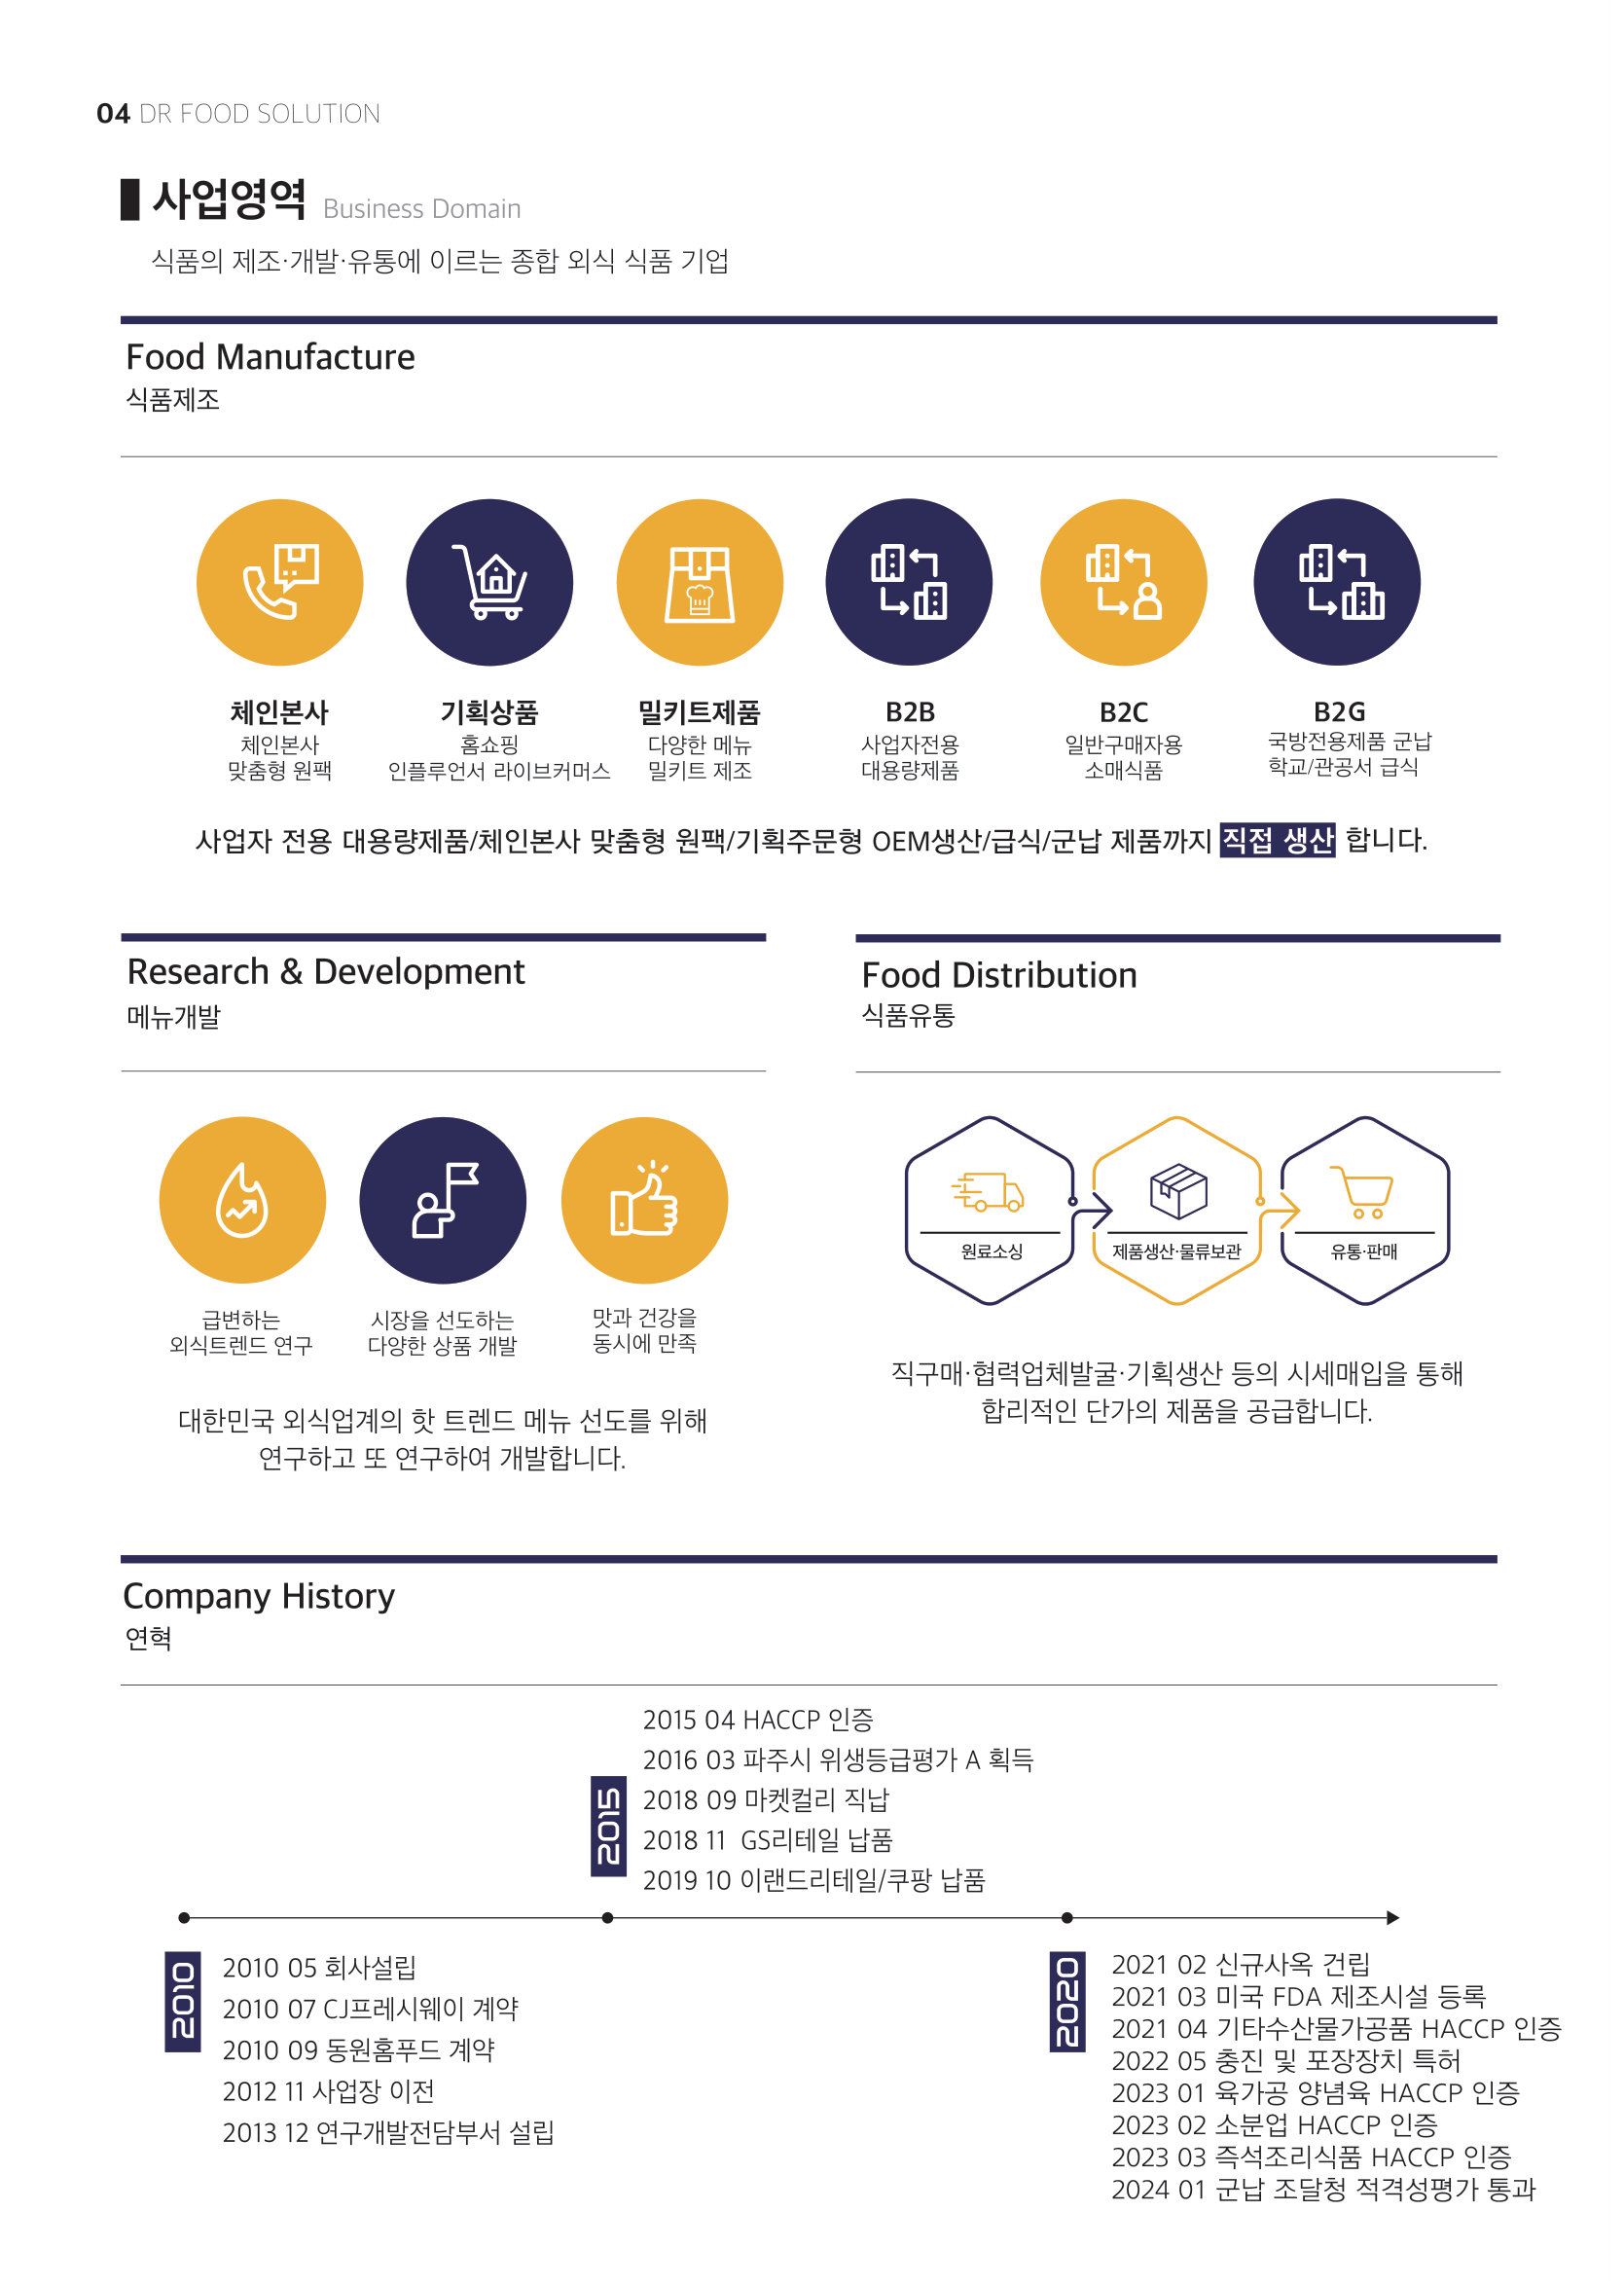 04 DR FOOD SOLUTION
사업영역 Business Domain
식품의 제조·개발·유통에 이르는 종합 외식 식품 기업
Food Manufacture
식품제조
체인본사
체인본사
맞춤형 원팩
기획상품
홈쇼핑
인플루언서 라이브커머스
밀키트제품
다양한 메뉴
밀키트 제조
B2B
사업자전용
대용량제품
B2C
일반구매자용
소매식품
B2G
국방전용제품 군납
학교/관공서 급식
사업자 전용 대용량제품/체인본사 맞춤형 원팩/기획주문형 OEM생산/급식/군납 제품까지 직접 생산 합니다.
Research & Development
메뉴개발
급변하는
외식트렌드 연구
시장을 선도하는
다양한 상품 개발
맛과 건강을
동시에 만족
대한민국 외식업계의 핫 트렌드 메뉴 선도를 위해
연구하고 또 연구하여 개발합니다.
Food Distribution
식품유통
원료소싱
제품생산·물류보관
유통·판매
직구매·협력업체발굴·기획생산 등의 시세매입을 통해
합리적인 단가의 제품을 공급합니다.
Company History
연혁
2010
2010 05 회사설립
2010 07 CJ프레시웨이 계약
2010 09 동원홈푸드 계약
2012 11 사업장 이전
2013 12 연구개발전담부서 설립
2015
2015 04 HACCP 인증
2016 03 파주시 위생등급평가 A 획득
2018 09 마켓컬리 직납
2018 11 GS리테일 납품
2019 10 이랜드리테일/쿠팡 납품
2020
2021 02 신규사옥 건립
2021 03 미국 FDA 제조시설 등록
2021 04 기타수산물가공품 HACCP 인증
2022 05 충진 및 포장장치 특허
2023 01 육가공 양념육 HACCP 인증
2023 02 소분업 HACCP 인증
2023 03 즉석조리식품 HACCP 인증
2024 01 군납 조달청 적격성평가 통과